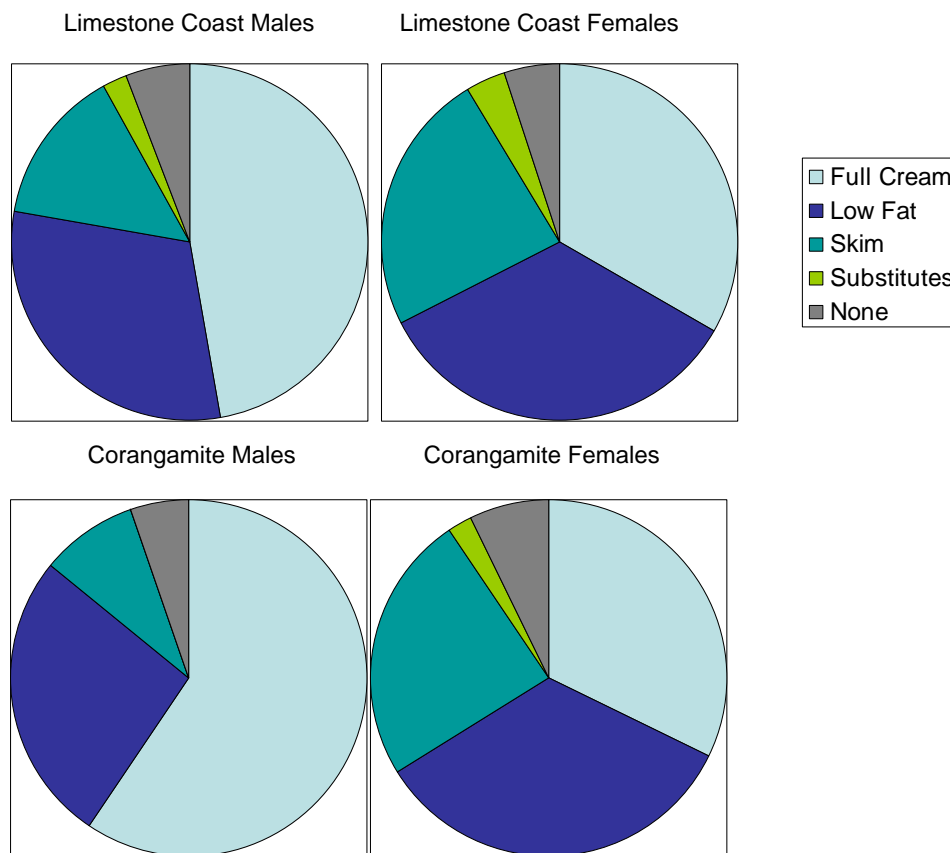 Limestone Coast Males
Limestone Coast Females
Full Cream
Low Fat
Skim
Substitutes
None
Corangamite Males
Corangamite Females